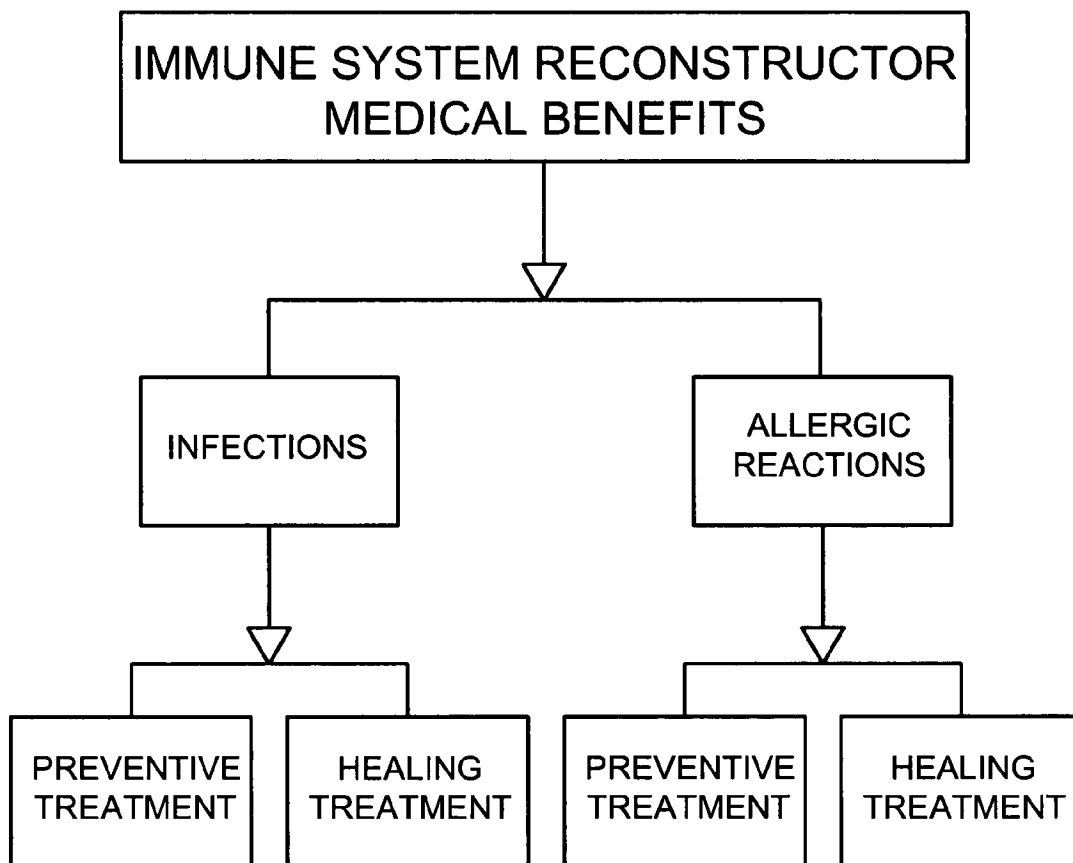 IMMUNE SYSTEM RECONSTRUCTOR
MEDICAL BENEFITS
INFECTIONS
ALLERGIC
REACTIONS
PREVENTIVE
TREATMENT
HEALING
TREATMENT
PREVENTIVE
TREATMENT
HEALING
TREATMENT